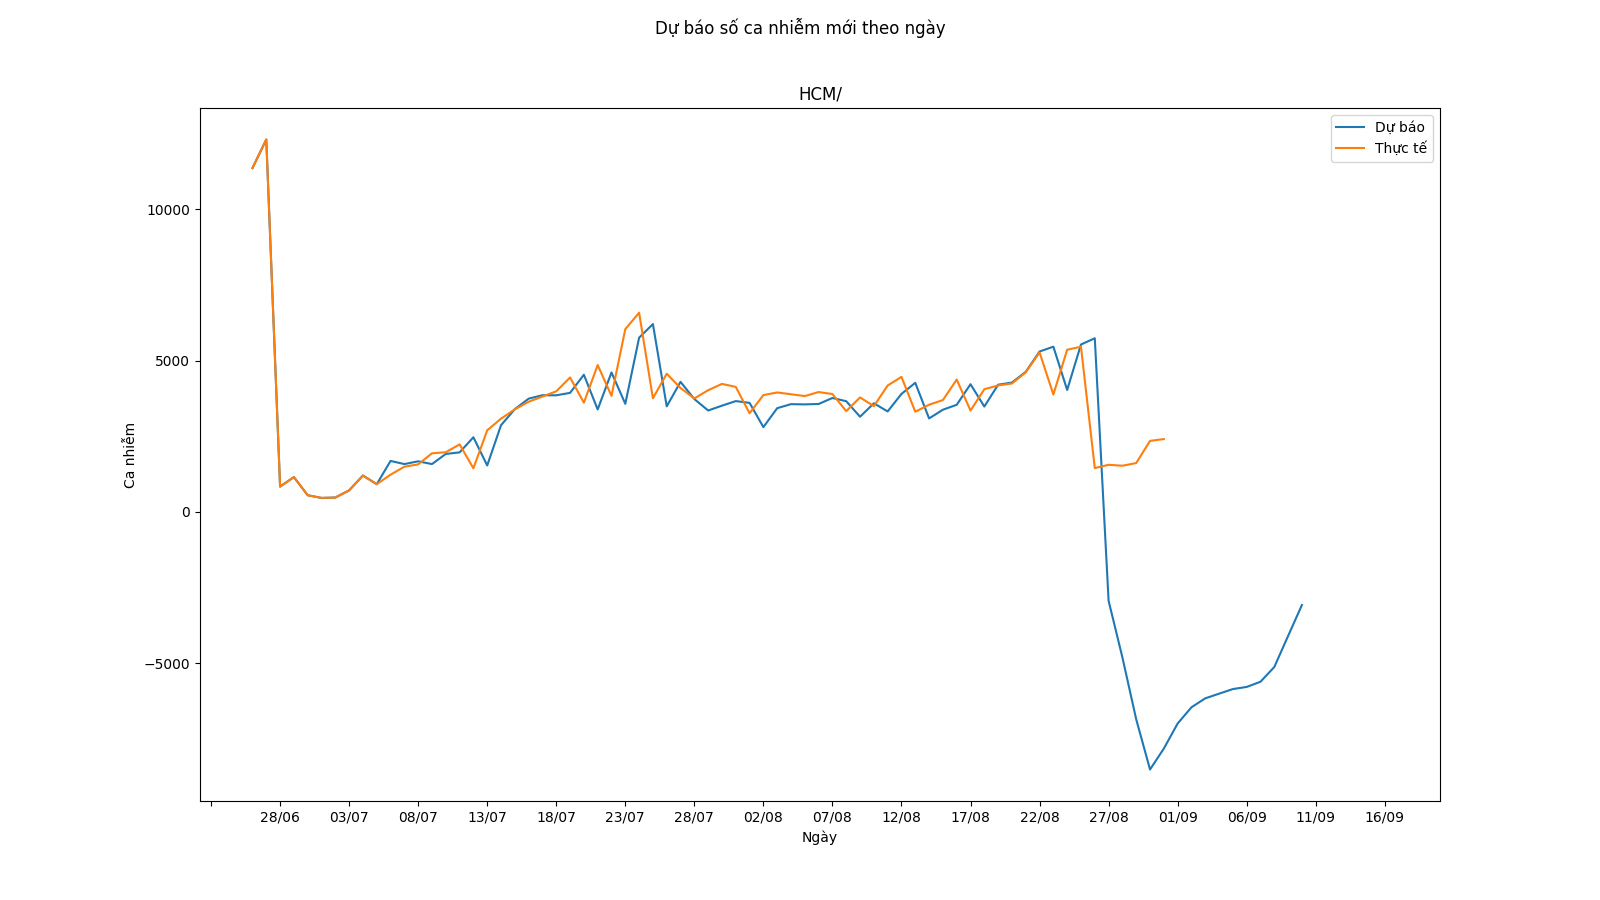 Dự báo số ca nhiễm mới theo ngày
HCM/
Dự báo
Thực tế
Ca nhiễm
10000
5000
0
−5000
28/06 03/07 08/07 13/07 18/07 23/07 28/07 02/08 07/08 12/08 17/08 22/08 27/08 01/09 06/09 11/09 16/09
Ngày